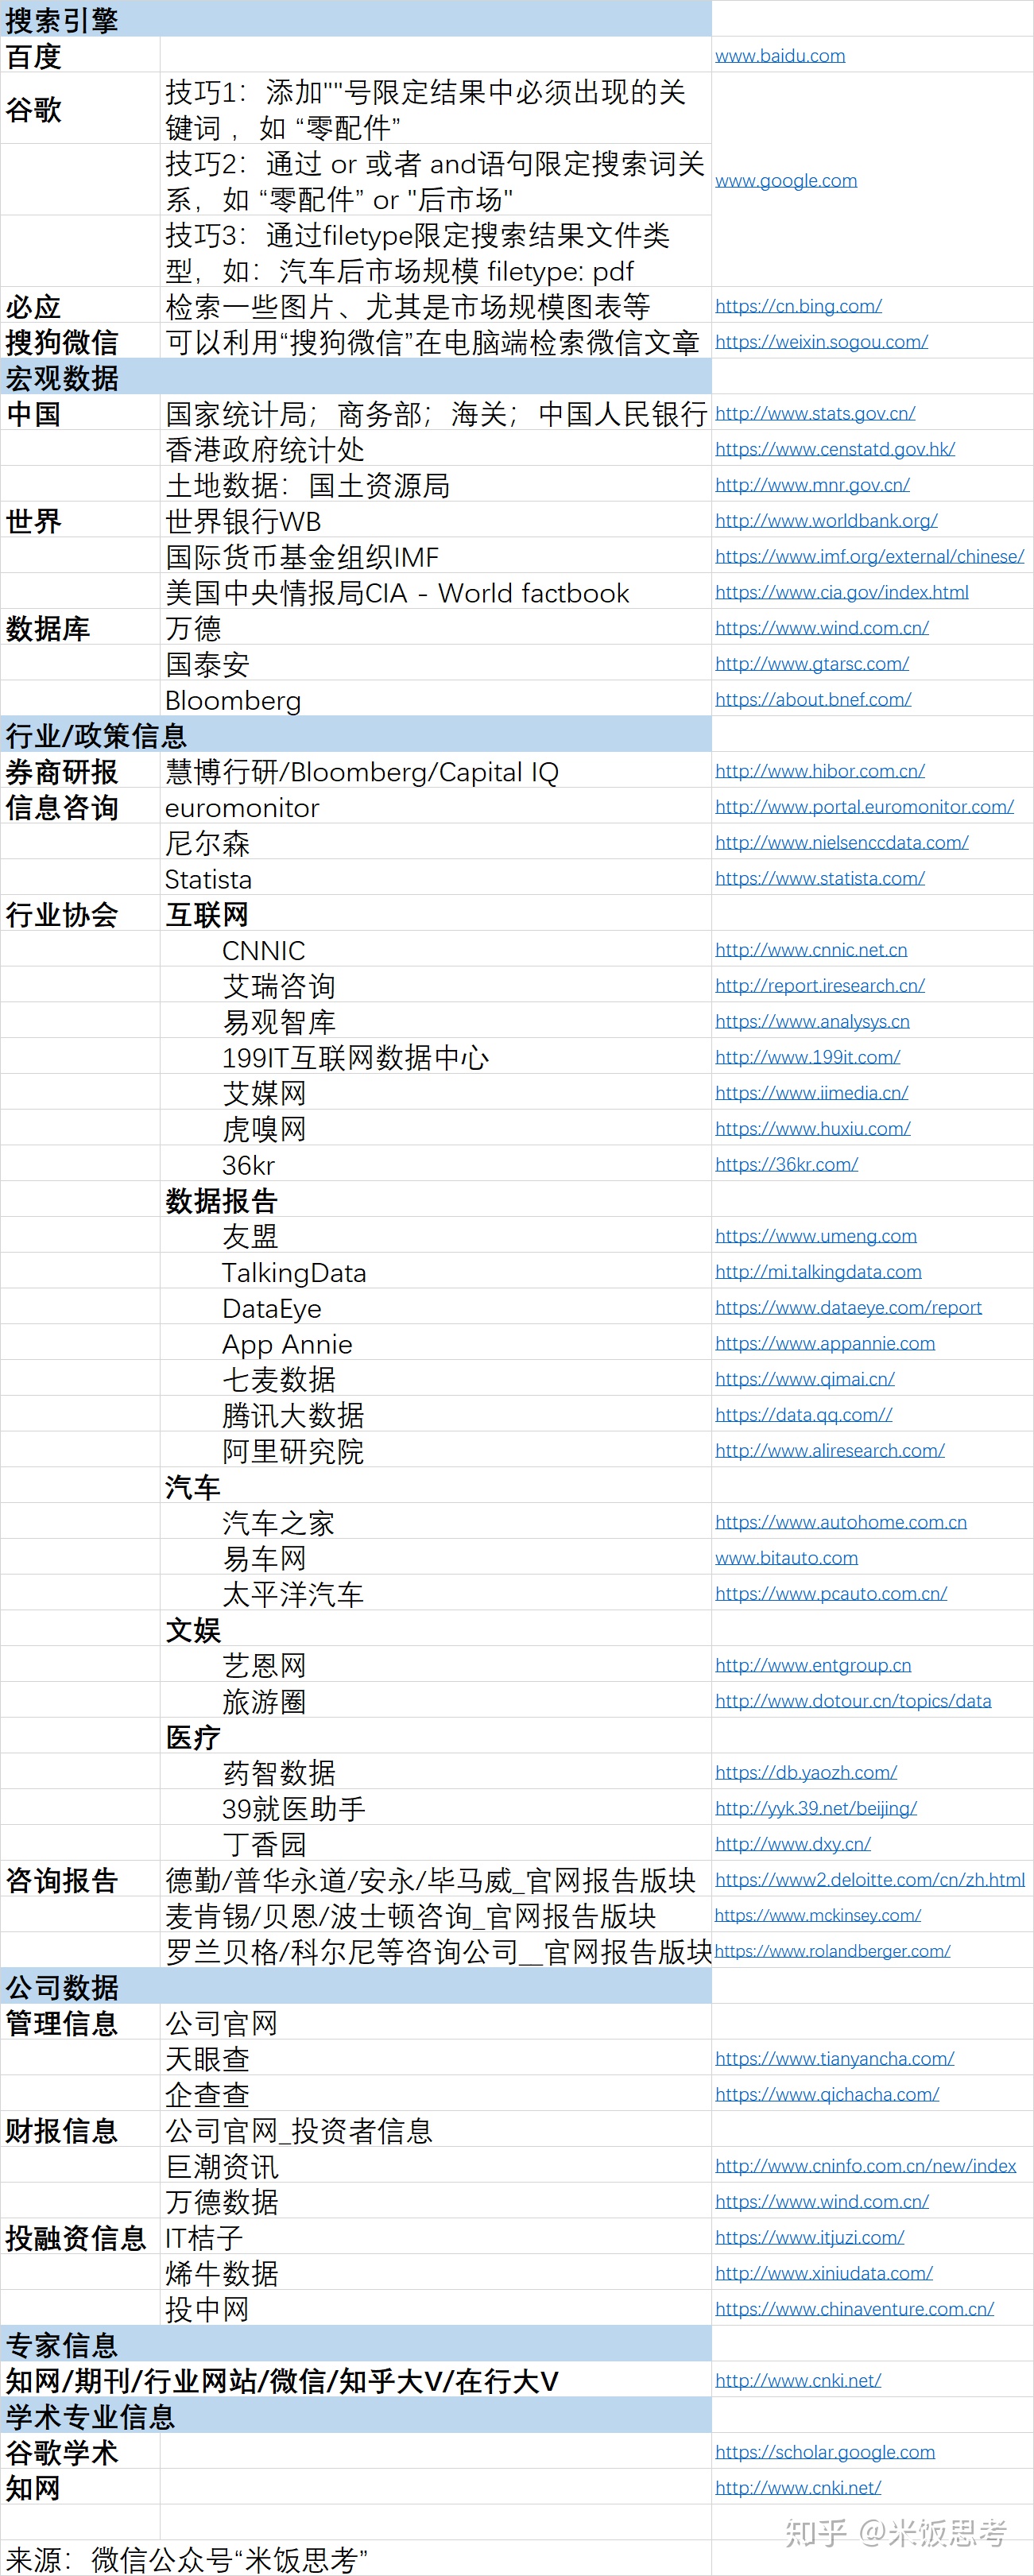 搜索引擎
百度 www.baidu.com
谷歌 技巧1：添加""号限定结果中必须出现的关
键词 ，如 “零配件”
技巧2：通过 or 或者 and语句限定搜索词关
系，如 “零配件” or "后市场"
www.google.com
技巧3：通过filetype限定搜索结果文件类
型，如：汽车后市场规模 filetype: pdf
必应 检索一些图片、尤其是市场规模图表等 https://cn.bing.com/
搜狗微信 可以利用“搜狗微信”在电脑端检索微信文章 https://weixin.sogou.com/
宏观数据
中国 国家统计局；商务部；海关；中国人民银行 http://www.stats.gov.cn/
香港政府统计处 https://www.censtatd.gov.hk/
土地数据：国土资源局 http://www.mnr.gov.cn/
世界 世界银行WB http://www.worldbank.org/
国际货币基金组织IMF https://www.imf.org/external/chinese/
美国中央情报局CIA - World factbook https://www.cia.gov/index.html
数据库 万德 https://www.wind.com.cn/
国泰安 http://www.gtarsc.com/
Bloomberg https://about.bnef.com/
行业/政策信息
券商研报 慧博行研/Bloomberg/Capital IQ http://www.hibor.com.cn/
信息咨询 euromonitor http://www.portal.euromonitor.com/
尼尔森 http://www.nielsenccdata.com/
Statista https://www.statista.com/
行业协会 互联网
CNNIC http://www.cnnic.net.cn
艾瑞咨询 http://report.iresearch.cn/
易观智库 https://www.analysys.cn
199IT互联网数据中心 http://www.199it.com/
艾媒网 https://www.iimedia.cn/
虎嗅网 https://www.huxiu.com/
36kr https://36kr.com/
数据报告
友盟 https://www.umeng.com
TalkingData http://mi.talkingdata.com
DataEye https://www.dataeye.com/report
App Annie https://www.appannie.com
七麦数据 https://www.qimai.cn/
腾讯大数据 https://data.qq.com//
阿里研究院 http://www.aliresearch.com/
汽车
汽车之家 https://www.autohome.com.cn
易车网 www.bitauto.com
太平洋汽车 https://www.pcauto.com.cn/
文娱
艺恩网 http://www.entgroup.cn
旅游圈 http://www.dotour.cn/topics/data
医疗
药智数据 https://db.yaozh.com/
39就医助手 http://yyk.39.net/beijing/
丁香园 http://www.dxy.cn/
咨询报告 德勤/普华永道/安永/毕马威_官网报告版块 https://www2.deloitte.com/cn/zh.html
麦肯锡/贝恩/波士顿咨询_官网报告版块 https://www.mckinsey.com/
罗兰贝格/科尔尼等咨询公司__官网报告版块 https://www.rolandberger.com/
公司数据
管理信息 公司官网
天眼查 https://www.tianyancha.com/
企查查 https://www.qichacha.com/
财报信息 公司官网_投资者信息
巨潮资讯 http://www.cninfo.com.cn/new/index
万德数据 https://www.wind.com.cn/
投融资信息 IT桔子 https://www.itjuzi.com/
烯牛数据 http://www.xiniudata.com/
投中网 https://www.chinaventure.com.cn/
专家信息
知网/期刊/行业网站/微信/知乎大V/在行大V http://www.cnki.net/
学术专业信息
谷歌学术 https://scholar.google.com
知网 http://www.cnki.net/
知乎 @米饭思考
来源：微信公众号“米饭思考”